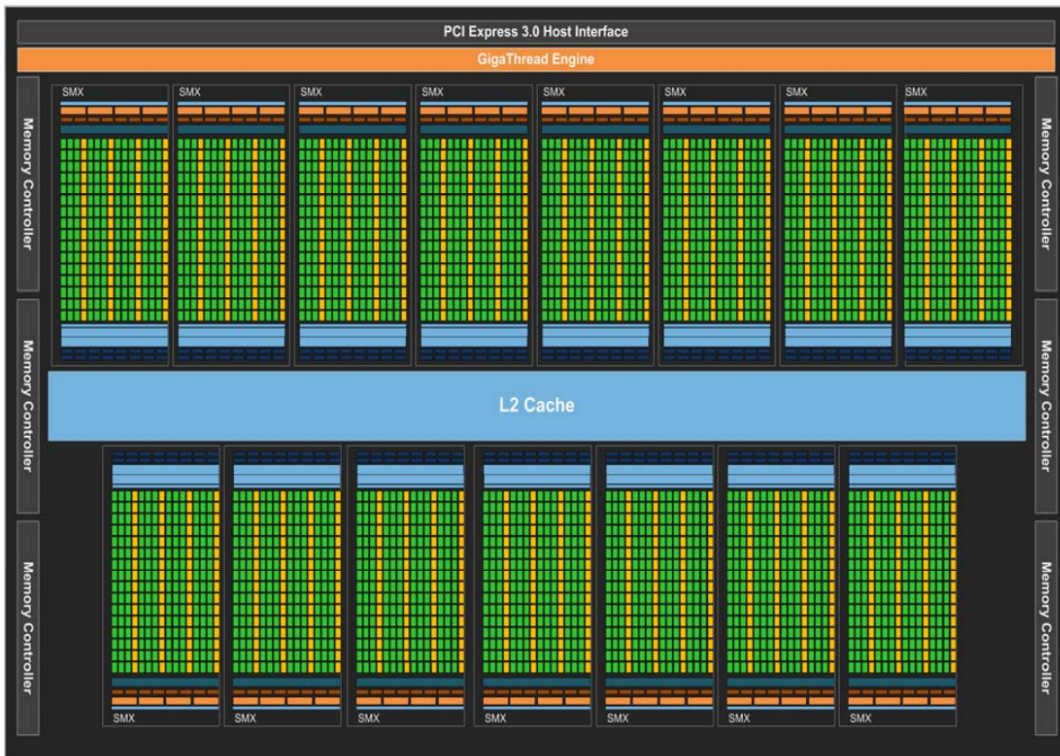 PCI Express 3.0 Host Interface
GigaThread Engine
SMX SMX SMX SMX SMX SMX SMX SMX
Memory Controller
Memory Controller
Memory Controller
Memory Controller
Memory Controller
Memory Controller
L2 Cache
SMX SMX SMX SMX SMX SMX SMX